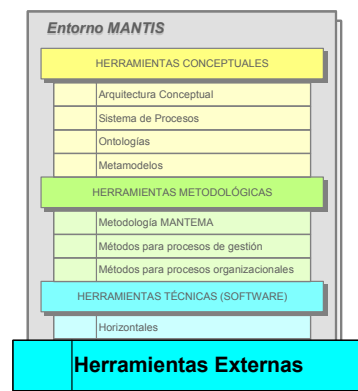 Entorno MANTIS
HERRAMIENTAS CONCEPTUALES
Arquitectura Conceptual
Sistema de Procesos
Ontologías
Metamodelos
HERRAMIENTAS METODOLÓGICAS
Metodología MANTEMA
Métodos para procesos de gestión
Métodos para procesos organizacionales
HERRAMIENTAS TÉCNICAS (SOFTWARE)
Horizontales
Herramientas Externas